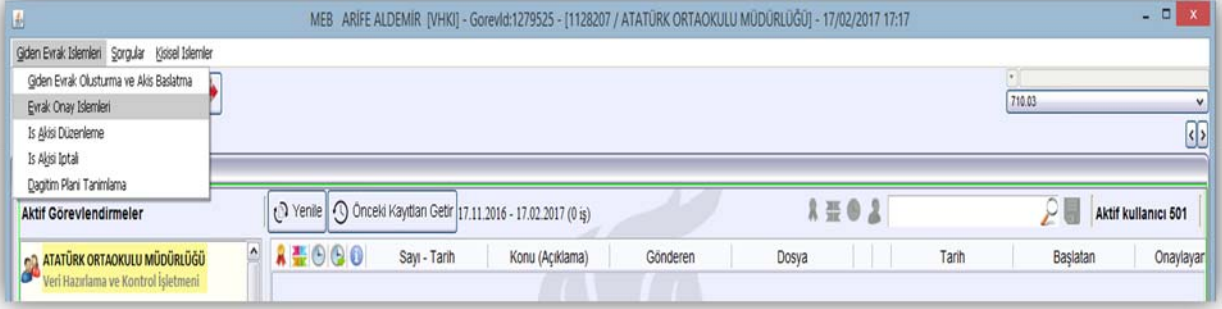 MEB ARİFE ALDEMİR [VHKI] - GorevId:1279525 - [1128207 / ATATÜRK ORTAOKULU MÜDÜRLÜĞÜ] - 17/02/2017 17:17
Giden Evrak Islemleri Sorgular Kisisel Islemler
Giden Evrak Olusturma ve Akis Baslatma
Evrak Onay Islemleri
Is Akisi Düzenleme
Is Akisi Iptali
Dagitim Plani Tanimlama
710.03
Aktif Görevlendirmeler
Yenile Önceki Kayıtları Getir 17.11.2016 - 17.02.2017 (0 iş) Aktif kullanıcı 501
ATATÜRK ORTAOKULU MÜDÜRLÜĞÜ
Veri Hazırlama ve Kontrol İşletmeni
Sayı - Tarih Konu (Açıklama) Gönderen Dosya Tarih Başlatan Onaylayan